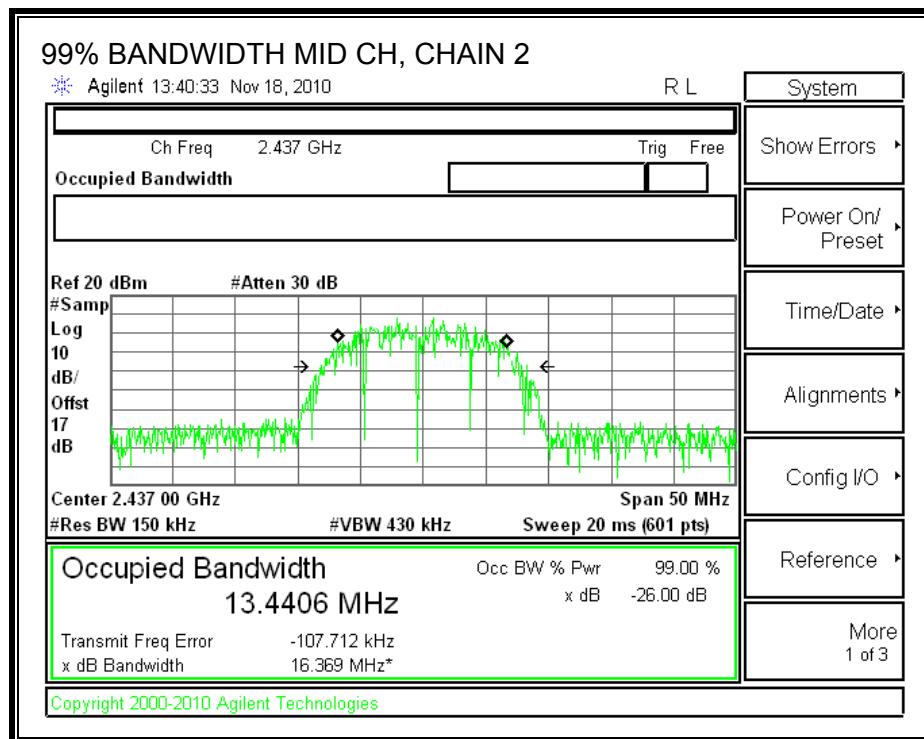 99% BANDWIDTH MID CH, CHAIN 2
Agilent 13:40:33 Nov 18, 2010 R L
System
Ch Freq 2.437 GHz Trig Free
Occupied Bandwidth
Show Errors
Power On/
Preset
Time/Date
Alignments
Config I/O
Reference
More
1 of 3
Ref 20 dBm #Atten 30 dB
#Samp
Log
10
dB/
Offst
17
dB
Center 2.437 00 GHz Span 50 MHz
#Res BW 150 kHz #VBW 430 kHz Sweep 20 ms (601 pts)
Occupied Bandwidth Occ BW % Pwr 99.00 %
13.4406 MHz x dB -26.00 dB
Transmit Freq Error -107.712 kHz
x dB Bandwidth 16.369 MHz*
Copyright 2000-2010 Agilent Technologies